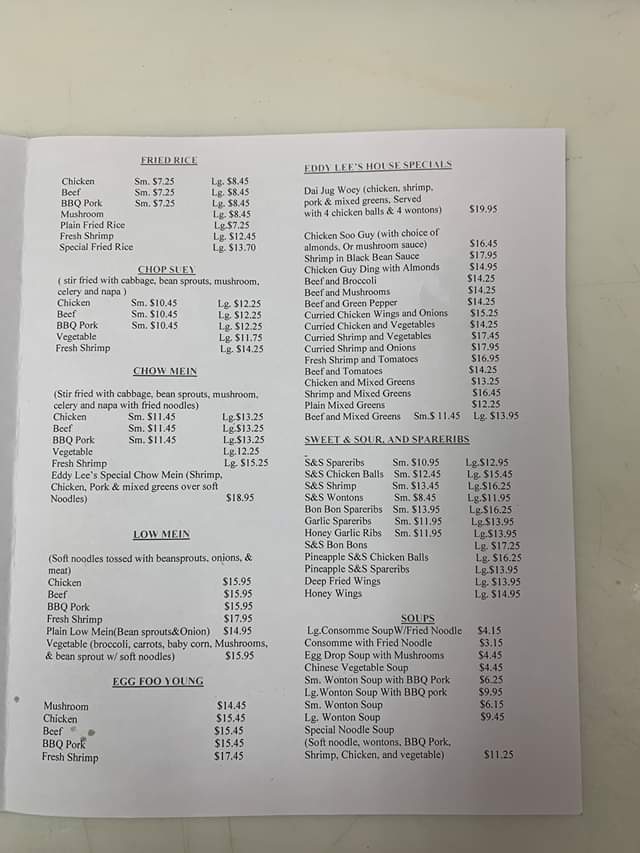 FRIED RICE
Chicken Sm. $7.25 Lg. $8.45
Beef Sm. $7.25 Lg. $8.45
BBQ Pork Sm. $7.25 Lg. $8.45
Mushroom Lg. $8.45
Plain Fried Rice Lg.$7.25
Fresh Shrimp Lg. $12.45
Special Fried Rice Lg. $13.70
CHOP SUEY
( stir fried with cabbage, bean sprouts, mushroom,
celery and napa )
Chicken Sm. $10.45 Lg. $12.25
Beef Sm. $10.45 Lg. $12.25
BBQ Pork Sm. $10.45 Lg. $12.25
Vegetable Lg. $11.75
Fresh Shrimp Lg. $14.25
CHOW MEIN
(Stir fried with cabbage, bean sprouts, mushroom,
celery and napa with fried noodles)
Chicken Sm. $11.45 Lg.$13.25
Beef Sm. $11.45 Lg.$13.25
BBQ Pork Sm. $11.45 Lg.$13.25
Vegetable Lg.12.25
Fresh Shrimp Lg. $15.25
Eddy Lee's Special Chow Mein (Shrimp,
Chicken, Pork & mixed greens over soft
Noodles) $18.95
LOW MEIN
(Soft noodles tossed with beansprouts, onions, &
meat)
Chicken $15.95
Beef $15.95
BBQ Pork $15.95
Fresh Shrimp $17.95
Plain Low Mein(Bean sprouts&Onion) $14.95
Vegetable (broccoli, carrots, baby corn, Mushrooms,
& bean sprout w/ soft noodles) $15.95
EGG FOO YOUNG
Mushroom $14.45
Chicken $15.45
Beef $15.45
BBQ Pork $15.45
Fresh Shrimp $17.45
EDDY LEE'S HOUSE SPECIALS
Dai Jug Woey (chicken, shrimp,
pork & mixed greens, Served
with 4 chicken balls & 4 wontons) $19.95
Chicken Soo Guy (with choice of
almonds, Or mushroom sauce) $16.45
Shrimp in Black Bean Sauce $17.95
Chicken Guy Ding with Almonds $14.95
Beef and Broccoli $14.25
Beef and Mushrooms $14.25
Beef and Green Pepper $14.25
Curried Chicken Wings and Onions $15.25
Curried Chicken and Vegetables $14.25
Curried Shrimp and Vegetables $17.45
Curried Shrimp and Onions $17.95
Fresh Shrimp and Tomatoes $16.95
Beef and Tomatoes $14.25
Chicken and Mixed Greens $13.25
Shrimp and Mixed Greens $16.45
Plain Mixed Greens $12.25
Beef and Mixed Greens Sm.$ 11.45 Lg. $13.95
SWEET & SOUR, AND SPARERIBS
S&S Spareribs Sm. $10.95 Lg.$12.95
S&S Chicken Balls Sm. $12.45 Lg. $15.45
S&S Shrimp Sm. $13.45 Lg.$16.25
S&S Wontons Sm. $8.45 Lg.$11.95
Bon Bon Spareribs Sm. $13.95 Lg.$16.25
Garlic Spareribs Sm. $11.95 Lg.$13.95
Honey Garlic Ribs Sm. $11.95 Lg.$13.95
S&S Bon Bons Lg. $17.25
Pineapple S&S Chicken Balls Lg. $16.25
Pineapple S&S Spareribs Lg.$13.95
Deep Fried Wings Lg. $13.95
Honey Wings Lg. $14.95
SOUPS
Lg.Consomme SoupW/Fried Noodle $4.15
Consomme with Fried Noodle $3.15
Egg Drop Soup with Mushrooms $4.45
Chinese Vegetable Soup $4.45
Sm. Wonton Soup with BBQ Pork $6.25
Lg.Wonton Soup With BBQ pork $9.95
Sm. Wonton Soup $6.15
Lg. Wonton Soup $9.45
Special Noodle Soup
(Soft noodle, wontons, BBQ Pork,
Shrimp, Chicken, and vegetable) $11.25